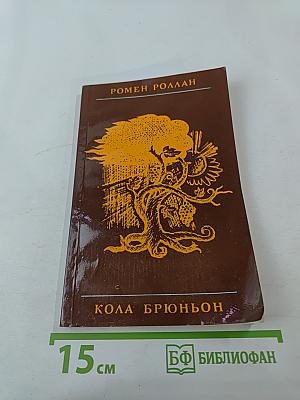 РОМЕН РОЛЛАН
КОЛА БРЮНЬОН
15 см
БФ БИБЛИОФАН